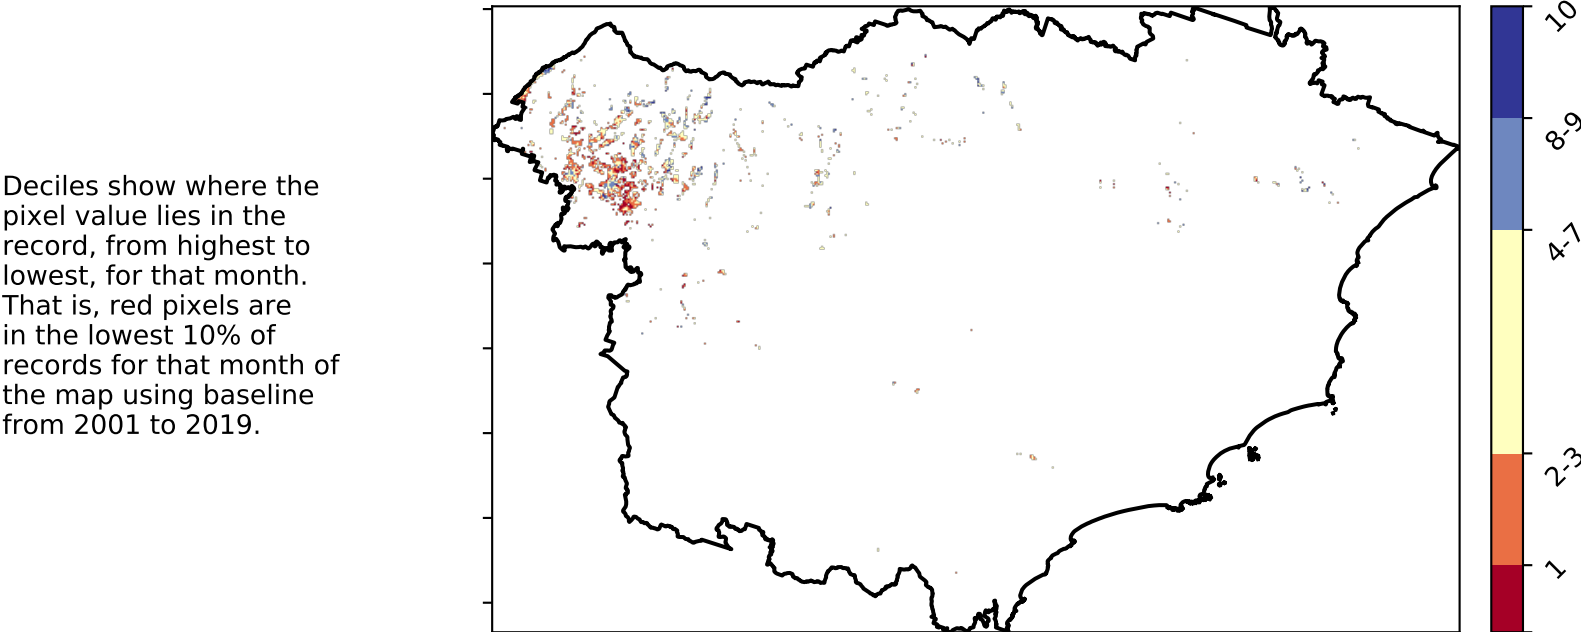 Deciles show where the
pixel value lies in the
record, from highest to
lowest, for that month.
That is, red pixels are
in the lowest 10% of
records for that month of
the map using baseline
from 2001 to 2019.
10
8-9
4-7
2-3
1